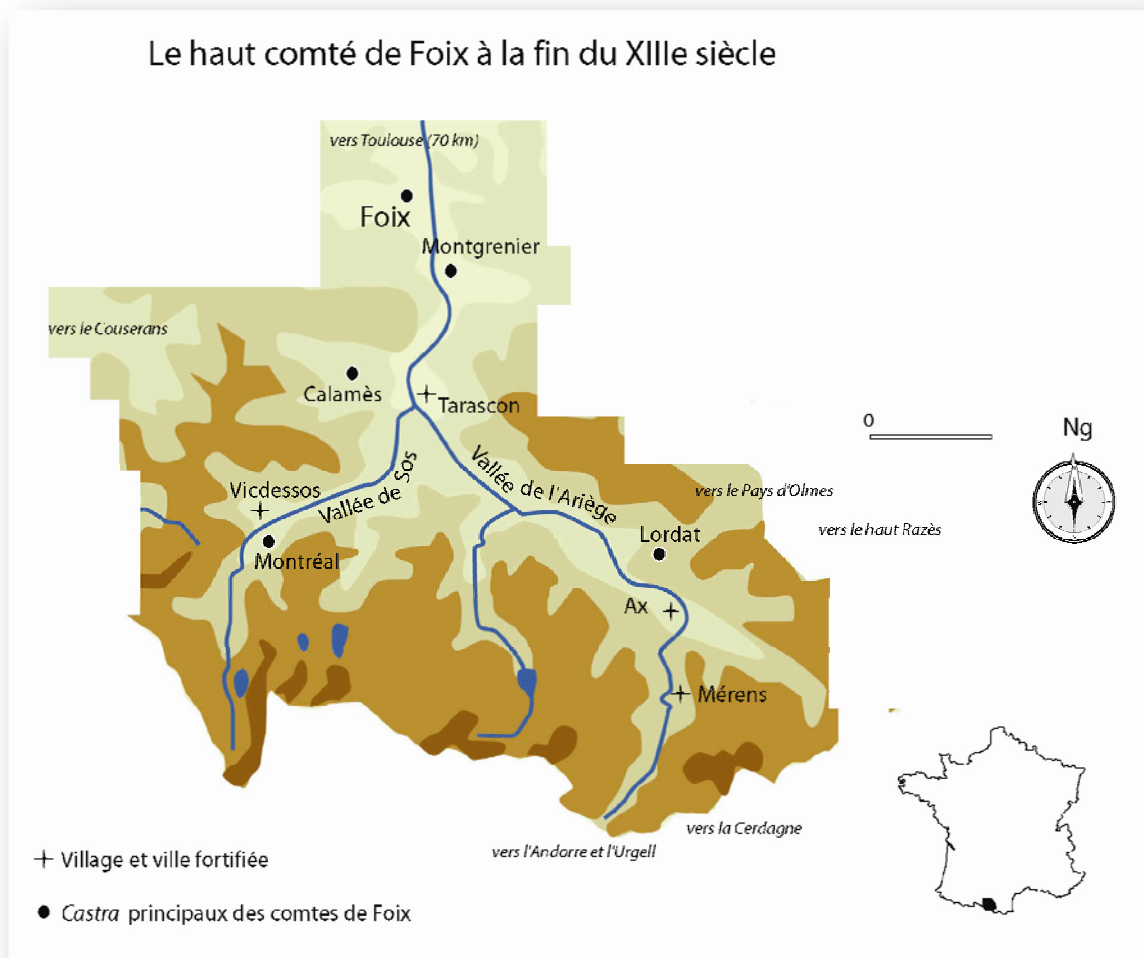 Le haut comté de Foix à la fin du XIIIe siècle
vers Toulouse (70 km)
Foix
Montgrenier
vers le Couserans
Calamès
Tarascon
0
Ng
Vallée de Sos
Vallée de l'Ariège
Vicdessos
vers le Pays d'Olmes
vers le haut Razès
Lordat
Montréal
Ax
Mérens
vers la Cerdagne
vers l'Andorre et l'Urgell
Village et ville fortifiée
Castra principaux des comtes de Foix